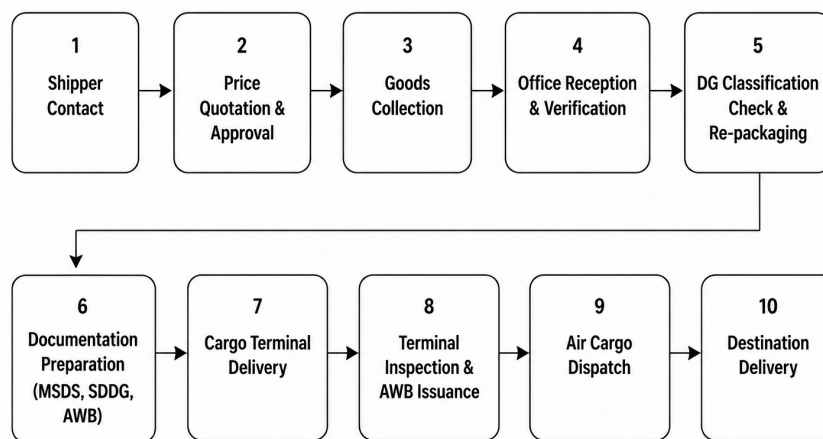 1
Shipper
Contact
2
Price
Quotation &
Approval
3
Goods
Collection
4
Office Reception
& Verification
5
DG Classification
Check &
Re-packaging
6
Documentation
Preparation
(MSDS, SDDG,
AWB)
7
Cargo Terminal
Delivery
8
Terminal
Inspection &
AWB Issuance
9
Air Cargo
Dispatch
10
Destination
Delivery